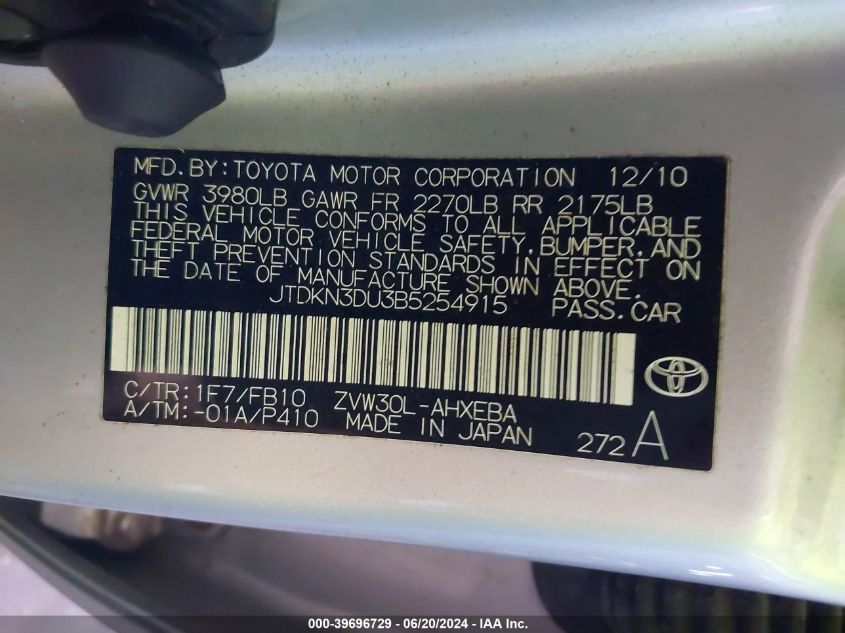 MFD.BY:TOYOTA MOTOR CORPORATION 12/10
GVWR 3980LB GAWR FR 2270LB RR 2175LB
THIS VEHICLE CONFORMS TO ALL APPLICABLE
FEDERAL MOTOR VEHICLE SAFETY,BUMPER,AND
THEFT PREVENTION STANDARDS IN EFFECT ON
THE DATE OF MANUFACTURE SHOWN ABOVE.
JTDKN3DU3B5254915 PASS.CAR
C/TR:1F7/FB10 ZVW30L-AHXEBA
A/TM:-01A/P410 MADE IN JAPAN 272A
000-39696729 - 06/20/2024 - IAA Inc.